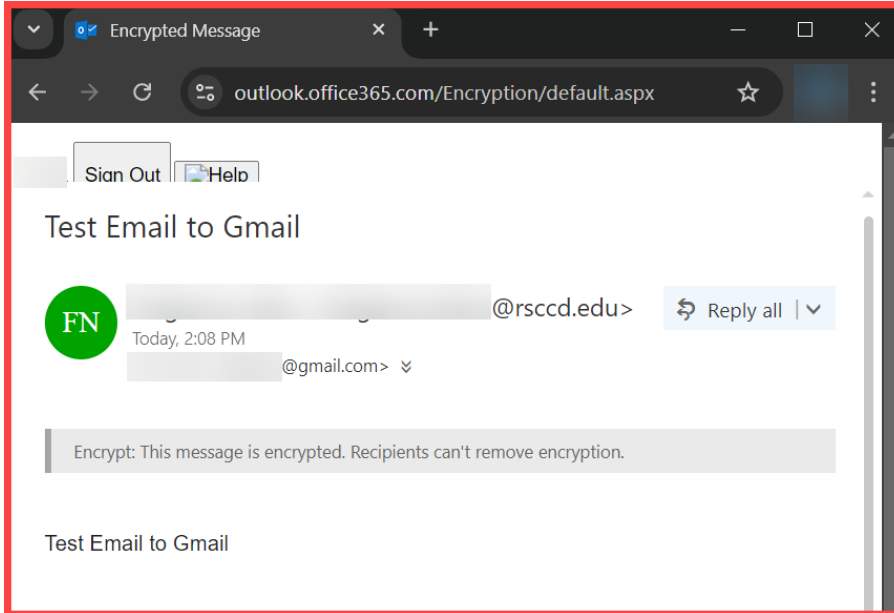 Encrypted Message
outlook.office365.com/Encryption/default.aspx
Sign Out Help
Test Email to Gmail
FN @rsccd.edu> Reply all
Today, 2:08 PM
@gmail.com>
Encrypt: This message is encrypted. Recipients can't remove encryption.
Test Email to Gmail